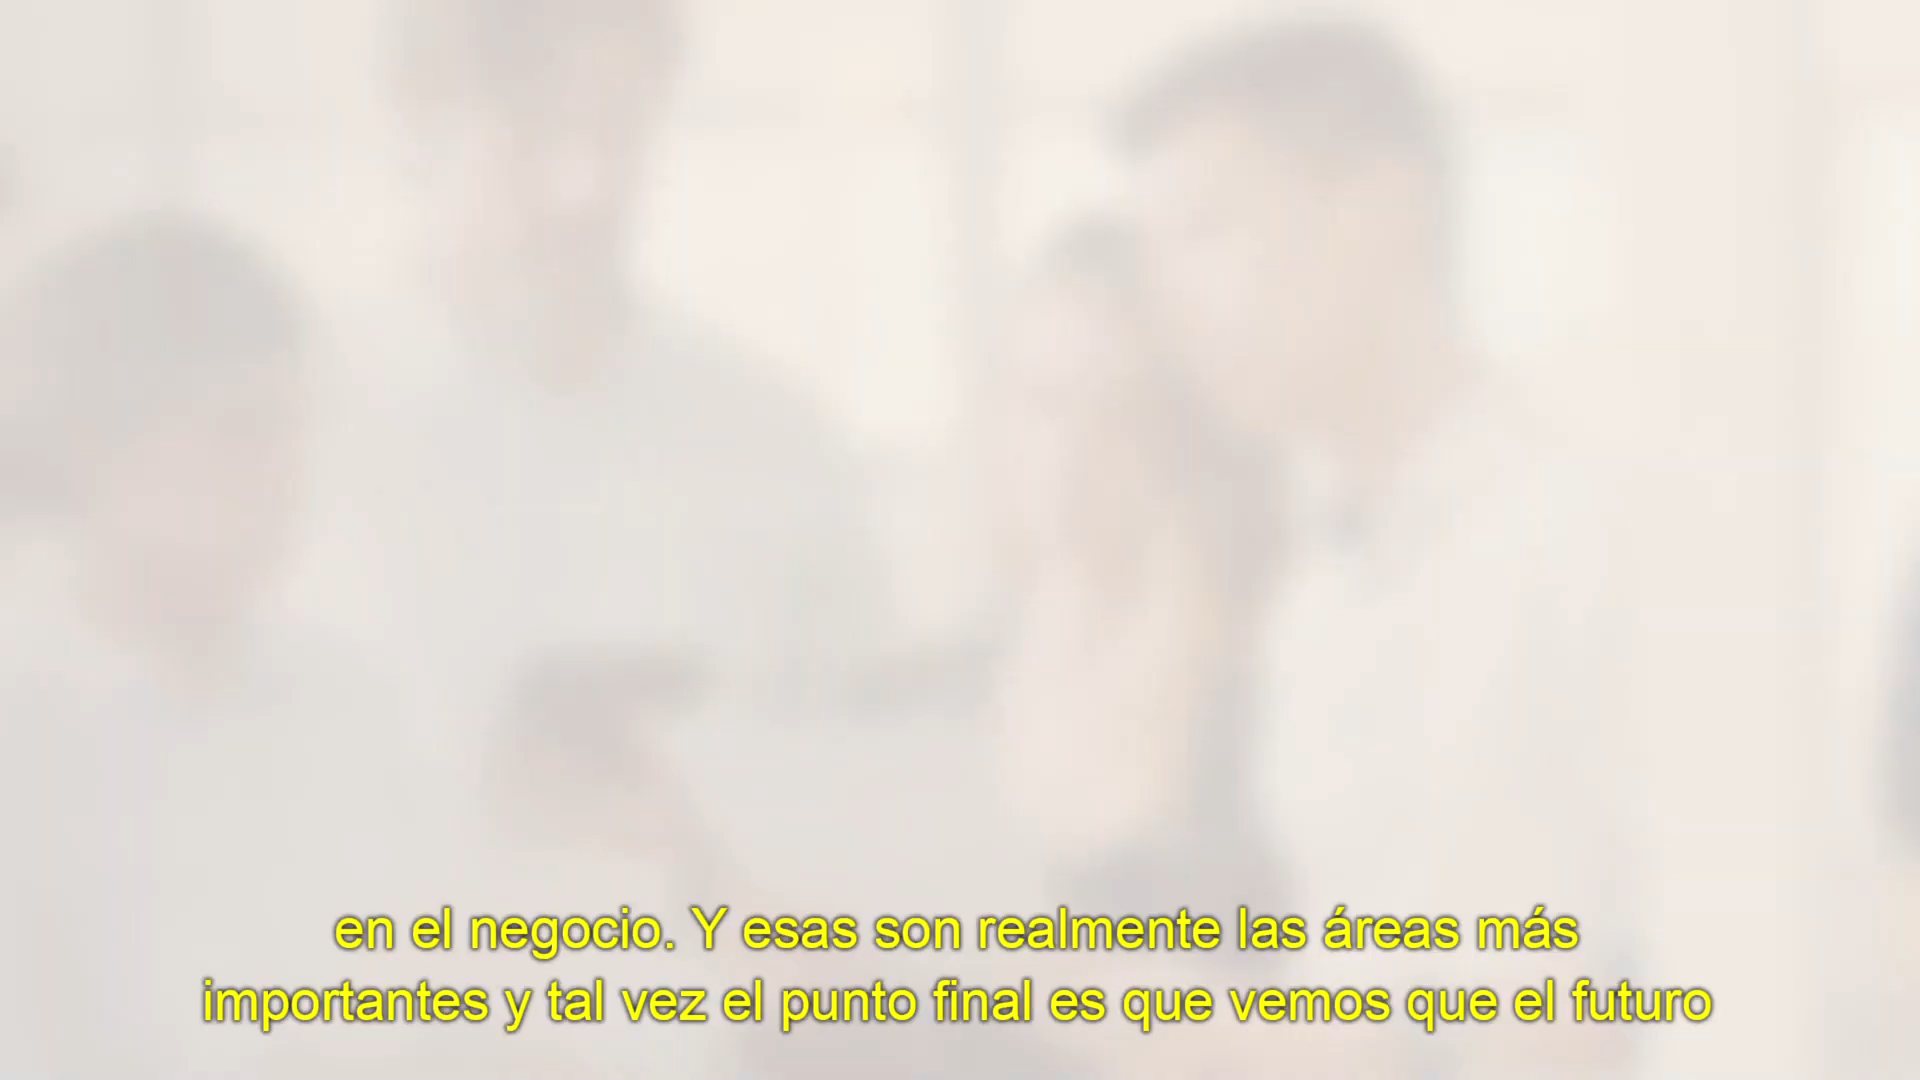 en el negocio. Y esas son realmente las áreas más
importantes y tal vez el punto final es que vemos que el futuro